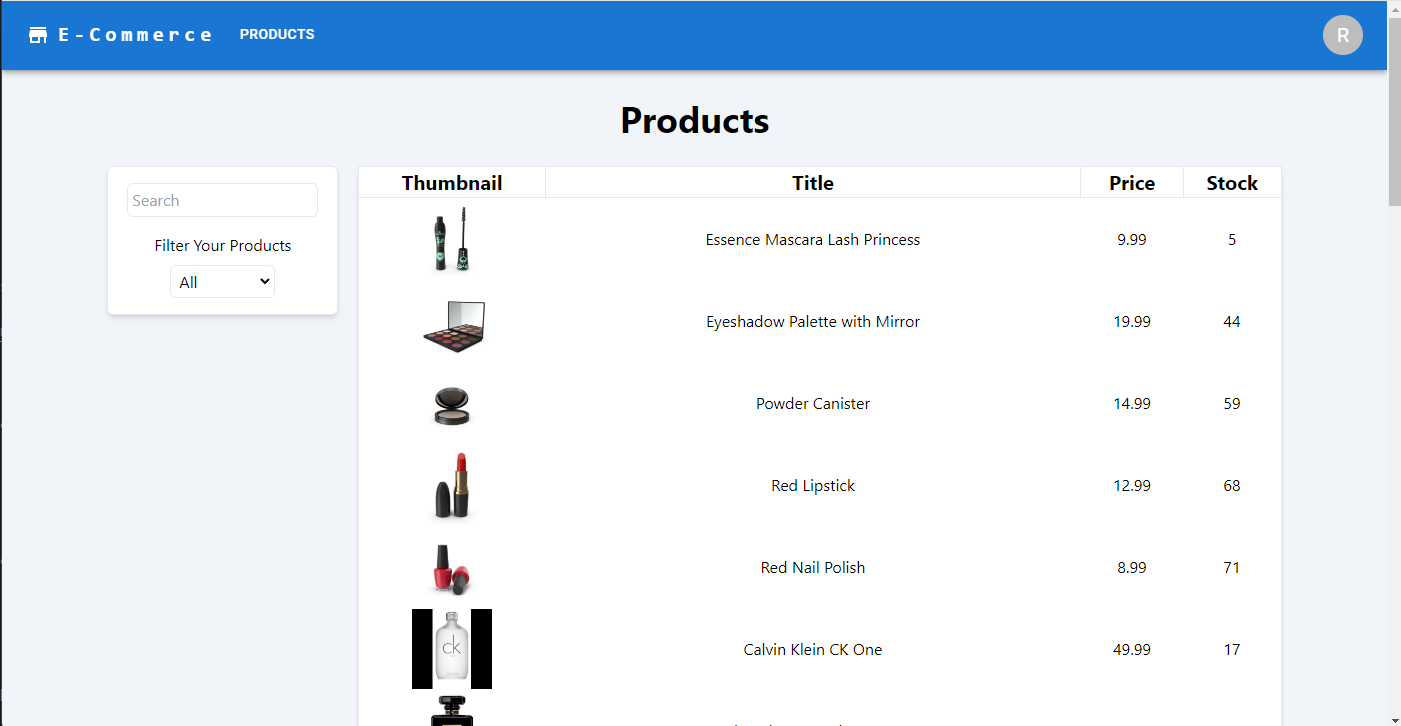 E-Commerce PRODUCTS R
Products
Search
Filter Your Products
All
Thumbnail Title Price Stock
Essence Mascara Lash Princess 9.99 5
Eyeshadow Palette with Mirror 19.99 44
Powder Canister 14.99 59
Red Lipstick 12.99 68
Red Nail Polish 8.99 71
ck
Calvin Klein CK One 49.99 17